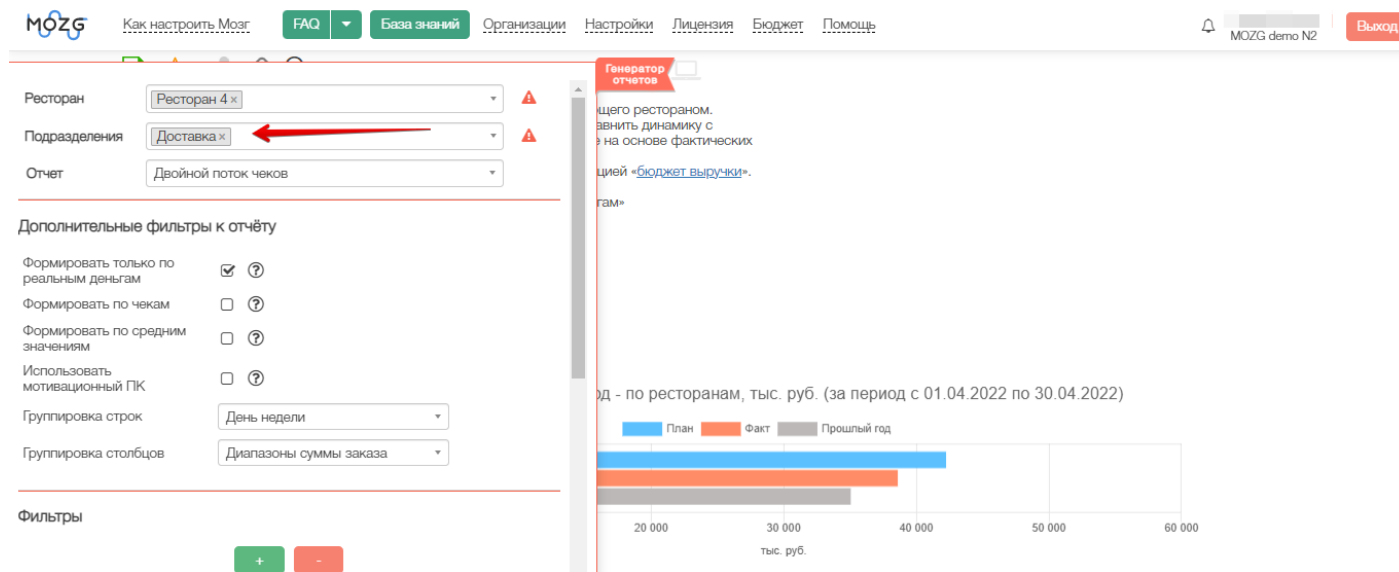 MOZG Как настроить Мозг FAQ База знаний Организации Настройки Лицензия Бюджет Помощь MOZG demo N2 Выход
Генератор
отчетов
Ресторан Ресторан 4 ×
Подразделения Доставка ×
Отчет Двойной поток чеков
Дополнительные фильтры к отчёту
Формировать только по
реальным деньгам
Формировать по чекам
Формировать по средним
значениям
Использовать
мотивационный ПК
Группировка строк День недели
Группировка столбцов Диапазоны суммы заказа
Фильтры
+ -
щего рестораном.
авнить динамику с
на основе фактических
цией «бюджет выручки».
гам»
од - по ресторанам, тыс. руб. (за период с 01.04.2022 по 30.04.2022)
План Факт Прошлый год
20 000 30 000 40 000 50 000 60 000
тыс. руб.